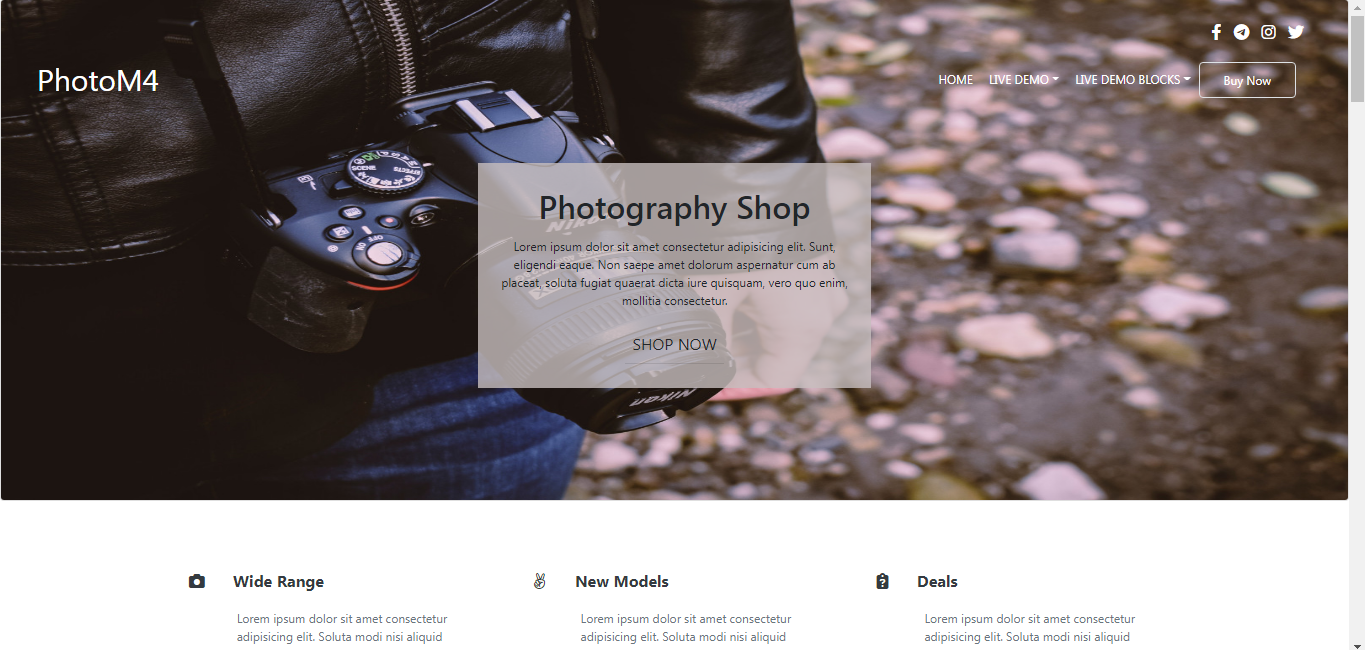 PhotoM4
HOME LIVE DEMO LIVE DEMO BLOCKS Buy Now
SCENE
EFFECTS
NIKON
Photography Shop
Lorem ipsum dolor sit amet consectetur adipisicing elit. Sunt,
eligendi eaque. Non saepe amet dolorum aspernatur cum ab
placeat, soluta fugiat quaerat dicta iure quisquam, vero quo enim,
mollitia consectetur.
SHOP NOW
Nikon
Wide Range
Lorem ipsum dolor sit amet consectetur
adipisicing elit. Soluta modi nisi aliquid
New Models
Lorem ipsum dolor sit amet consectetur
adipisicing elit. Soluta modi nisi aliquid
Deals
Lorem ipsum dolor sit amet consectetur
adipisicing elit. Soluta modi nisi aliquid